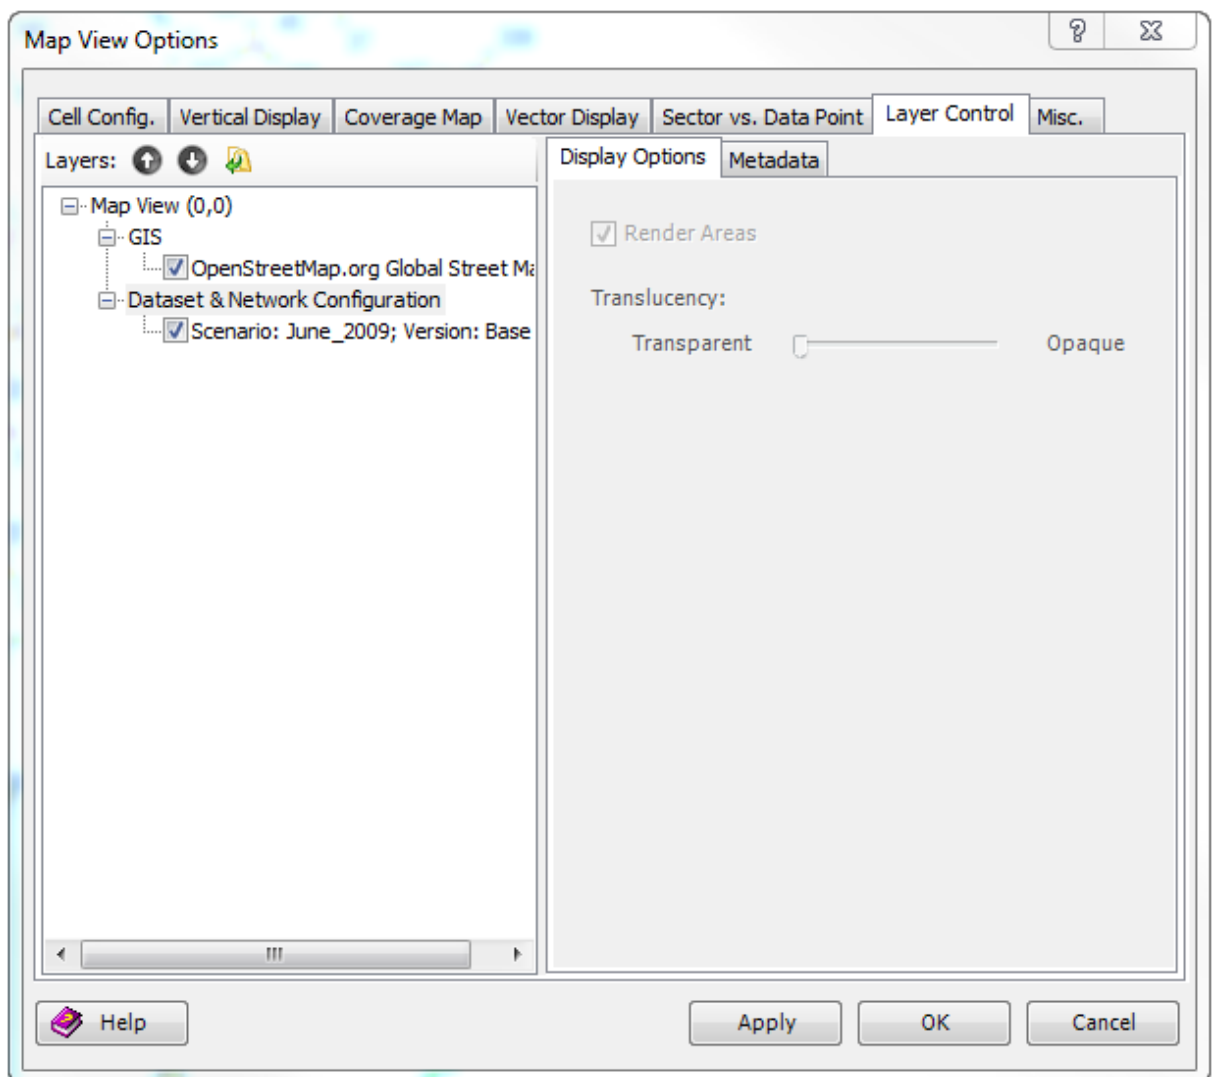 Map View Options
Cell Config. Vertical Display Coverage Map Vector Display Sector vs. Data Point Layer Control Misc.
Layers:
Display Options Metadata
Map View (0,0)
GIS
OpenStreetMap.org Global Street Ma
Dataset & Network Configuration
Scenario: June_2009; Version: Base
Render Areas
Translucency:
Transparent Opaque
Help Apply OK Cancel